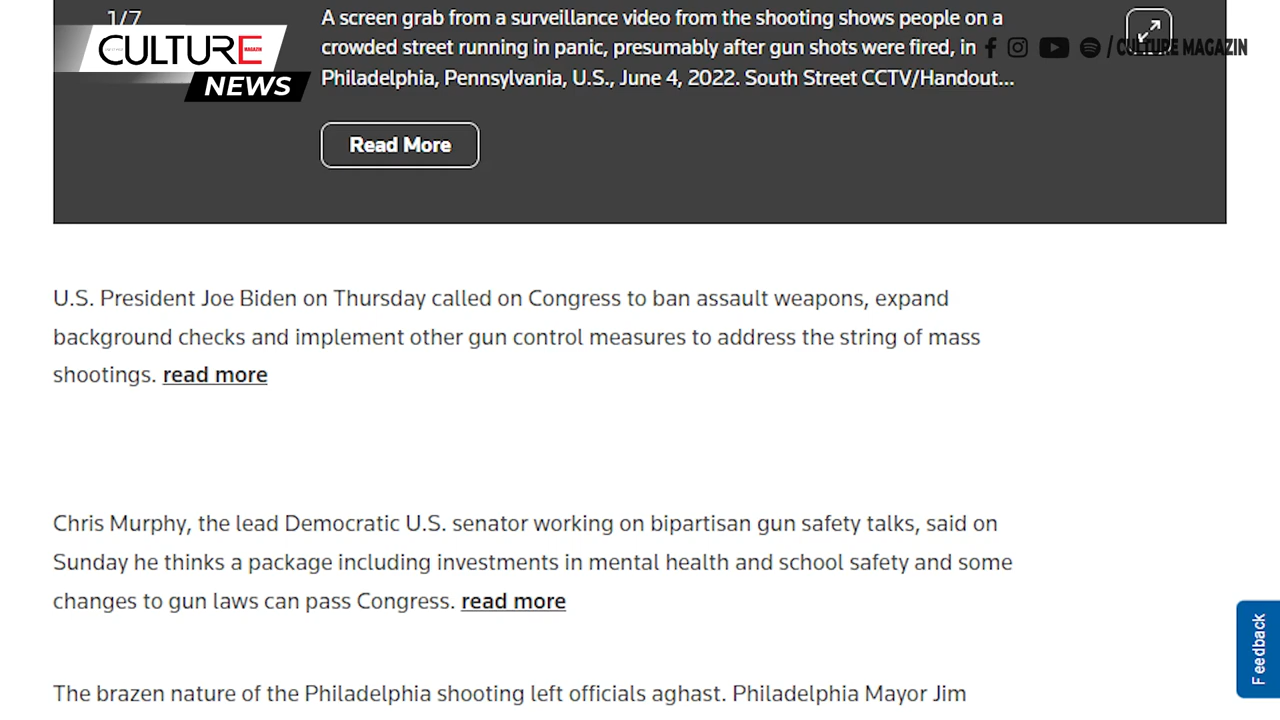 1/7
CULTURE
MAGAZIN
NEWS
A screen grab from a surveillance video from the shooting shows people on a
crowded street running in panic, presumably after gun shots were fired, in
Philadelphia, Pennsylvania, U.S., June 4, 2022. South Street CCTV/Handout...
/ CULTURE MAGAZIN
Read More
U.S. President Joe Biden on Thursday called on Congress to ban assault weapons, expand
background checks and implement other gun control measures to address the string of mass
shootings. read more
Chris Murphy, the lead Democratic U.S. senator working on bipartisan gun safety talks, said on
Sunday he thinks a package including investments in mental health and school safety and some
changes to gun laws can pass Congress. read more
Feedback
The brazen nature of the Philadelphia shooting left officials aghast. Philadelphia Mayor Jim